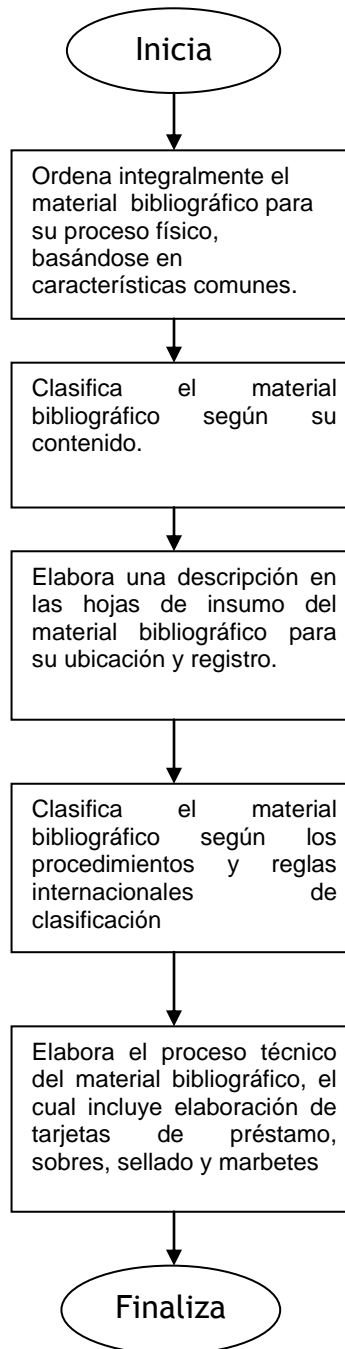 Inicia
Ordena integralmente el
material bibliográfico para
su proceso físico,
basándose en
características comunes.
Clasifica el material
bibliográfico según su
contenido.
Elabora una descripción en
las hojas de insumo del
material bibliográfico para
su ubicación y registro.
Clasifica el material
bibliográfico según los
procedimientos y reglas
internacionales de
clasificación
Elabora el proceso técnico
del material bibliográfico, el
cual incluye elaboración de
tarjetas de préstamo,
sobres, sellado y marbetes
Finaliza